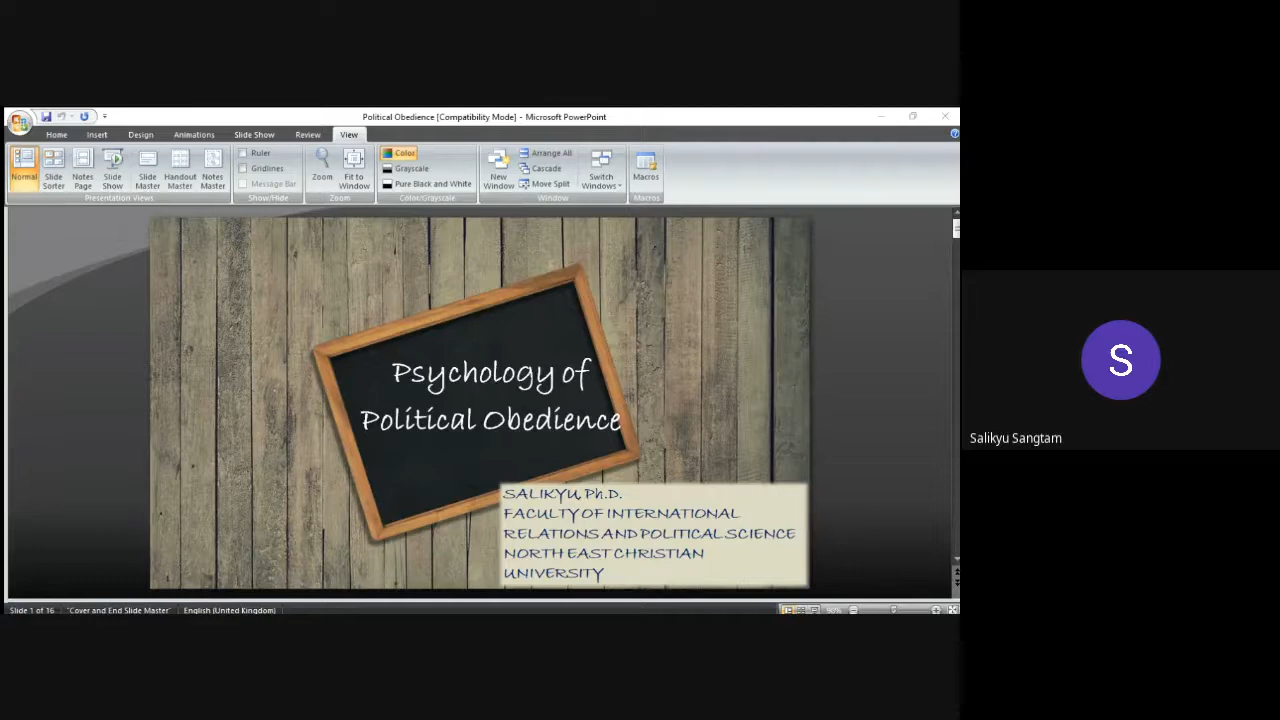 Political Obedience [Compatibility Mode] - Microsoft PowerPoint
Home Insert Design Animations Slide Show Review View
Normal
Slide Sorter
Notes Page
Slide Show
Slide Master
Handout Master
Notes Master
Presentation Views
Ruler
Gridlines
Message Bar
Show/Hide
Zoom
Fit to Window
Zoom
Color
Grayscale
Pure Black and White
Color/Grayscale
New Window
Arrange All
Cascade
Move Split
Switch Windows
Window
Macros
Macros
Psychology of
Political Obedience
SALIKYU, Ph.D.
FACULTY OF INTERNATIONAL
RELATIONS AND POLITICAL SCIENCE
NORTH EAST CHRISTIAN
UNIVERSITY
S
Salikyu Sangtam
Slide 1 of 16 "Cover and End Slide Master" English (United Kingdom)